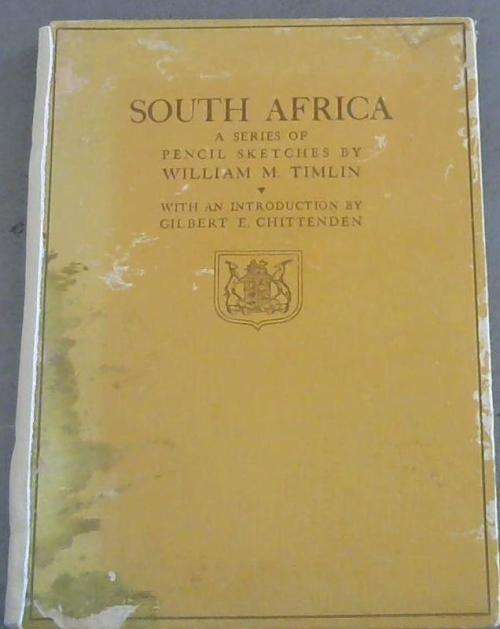 SOUTH AFRICA
A SERIES OF
PENCIL SKETCHES BY
WILLIAM M. TIMLIN
WITH AN INTRODUCTION BY
GILBERT E. CHITTENDEN